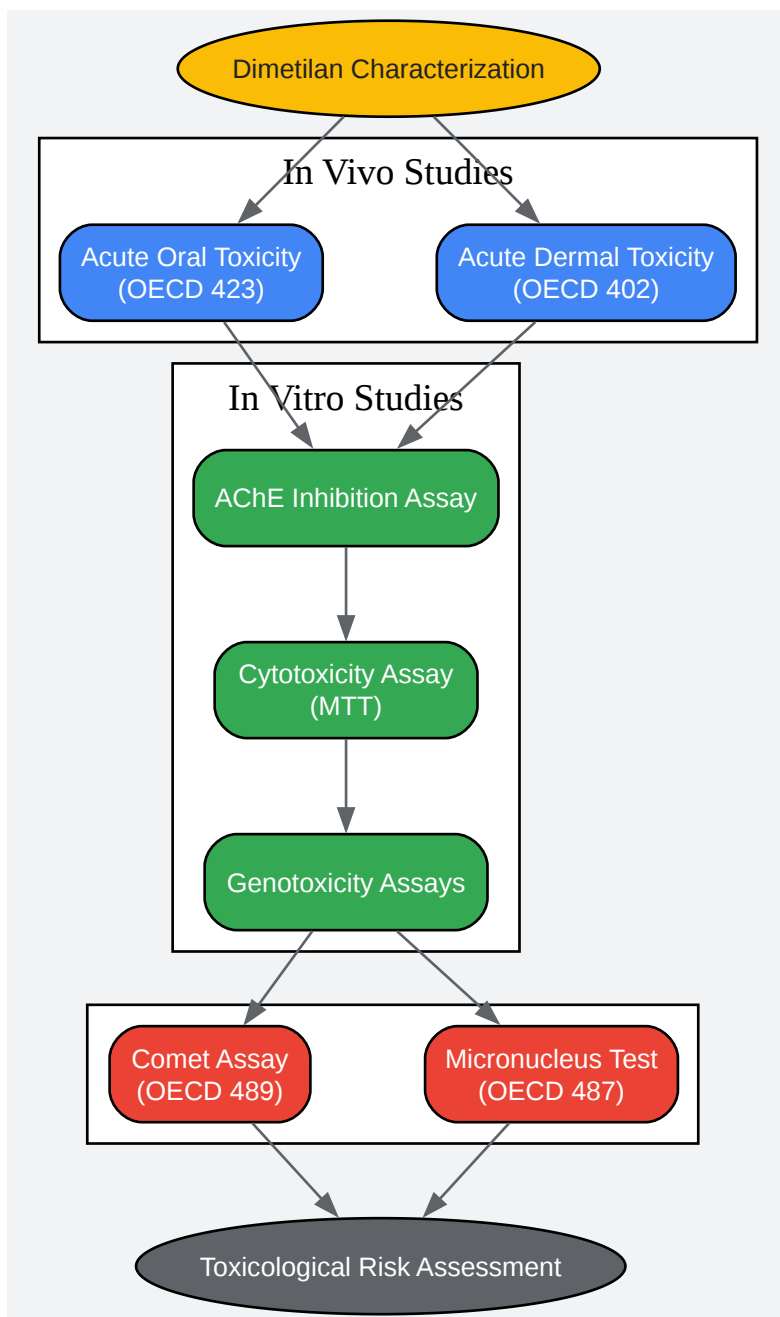 Dimetilan Characterization
In Vivo Studies
Acute Oral Toxicity
(OECD 423)
Acute Dermal Toxicity
(OECD 402)
In Vitro Studies
AChE Inhibition Assay
Cytotoxicity Assay
(MTT)
Genotoxicity Assays
Comet Assay
(OECD 489)
Micronucleus Test
(OECD 487)
Toxicological Risk Assessment